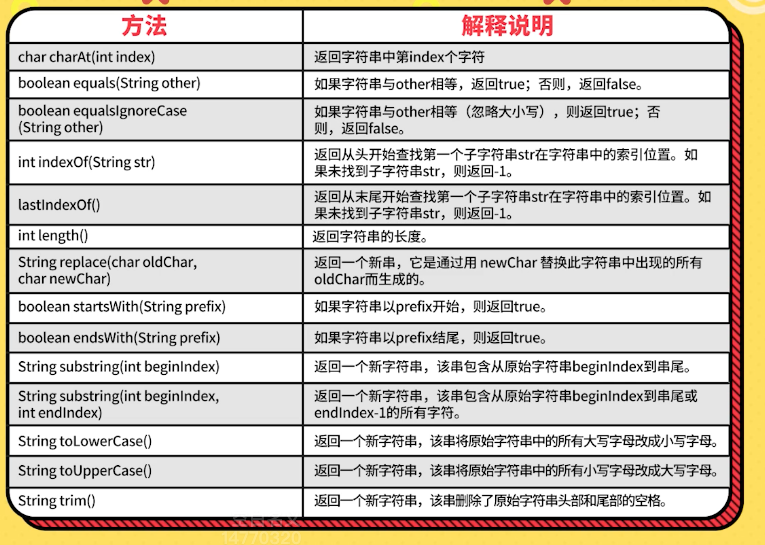 方法
解释说明
char charAt(int index)
返回字符串中第index个字符
boolean equals(String other)
如果字符串与other相等，返回true；否则，返回false。
boolean equalsIgnoreCase
(String other)
如果字符串与other相等（忽略大小写），则返回true；否
则，返回false。
int indexOf(String str)
返回从头开始查找第一个子字符串str在字符串中的索引位置。如
果未找到子字符串str，则返回-1。
lastIndexOf()
返回从末尾开始查找第一个子字符串str在字符串中的索引位置。如
果未找到子字符串str，则返回-1。
int length()
返回字符串的长度。
String replace(char oldChar,
char newChar)
返回一个新串，它是通过用 newChar 替换此字符串中出现的所有
oldChar而生成的。
boolean startsWith(String prefix)
如果字符串以prefix开始，则返回true。
boolean endsWith(String prefix)
如果字符串以prefix结尾，则返回true。
String substring(int beginIndex)
返回一个新字符串，该串包含从原始字符串beginIndex到串尾。
String substring(int beginIndex,
int endIndex)
返回一个新字符串，该串包含从原始字符串beginIndex到串尾或
endIndex-1的所有字符。
String toLowerCase()
返回一个新字符串，该串将原始字符串中的所有大写字母改成小写字母。
String toUpperCase()
返回一个新字符串，该串将原始字符串中的所有小写字母改成大写字母。
String trim()
返回一个新字符串，该串删除了原始字符串头部和尾部的空格。
14770320